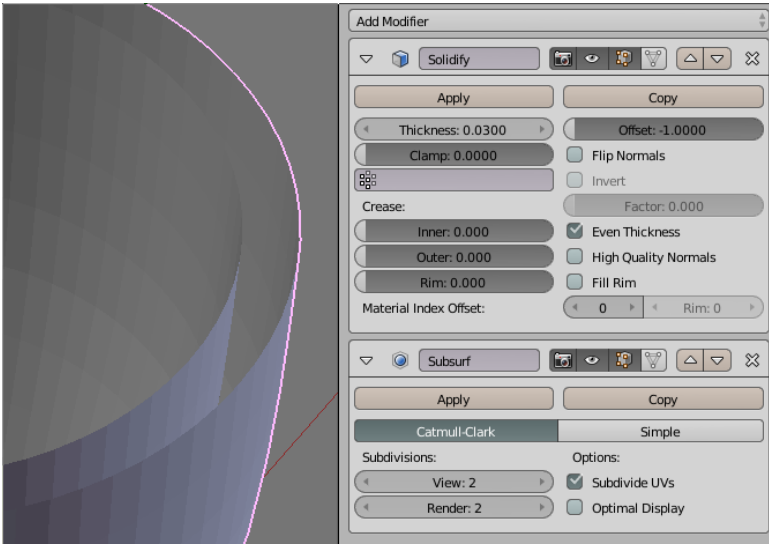 Add Modifier
Solidify
Apply Copy
Thickness: 0.0300 Offset: -1.0000
Clamp: 0.0000 Flip Normals
Invert
Crease: Factor: 0.000
Inner: 0.000 Even Thickness
Outer: 0.000 High Quality Normals
Rim: 0.000 Fill Rim
Material Index Offset: 0 Rim: 0
Subsurf
Apply Copy
Catmull-Clark Simple
Subdivisions: Options:
View: 2 Subdivide UVs
Render: 2 Optimal Display